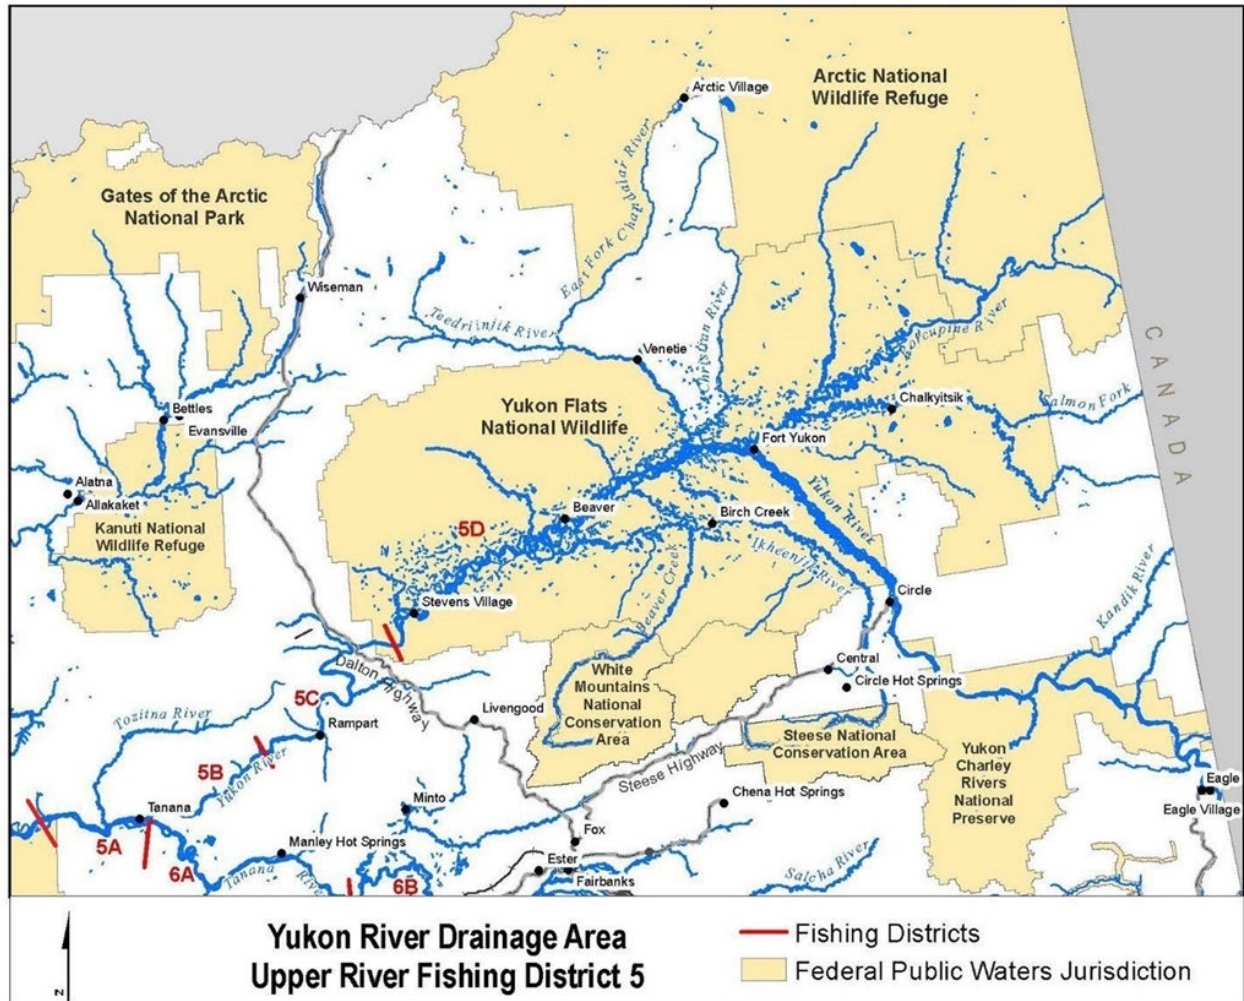 Arctic Village
Arctic National
Wildlife Refuge
Gates of the Arctic
National Park
East Fork Chandalar River
Wiseman
Teedriinjik River
Christian River
Porcupine River
Venetie
CANADA
Bettles
Evansville
Yukon Flats
National Wildlife
Chalkyitsik
Salmon Fork
Fort Yukon
Alatna
Allakaket
Kanuti National
Wildlife Refuge
5D
Beaver
Birch Creek
Yukon River
Ikheenjik River
Beaver Creek
Stevens Village
Circle
Kandik River
Dalton Highway
White
Mountains
National
Conservation
Area
Central
Circle Hot Springs
5C
Tozitna River
Rampart
Livengood
Steese National
Conservation Area
Steese Highway
Yukon
Charley
Rivers
National
Preserve
5B
Yukon River
Tanana
Minto
Chena Hot Springs
Eagle
Eagle Village
5A
Manley Hot Springs
Fox
6A
Tanana River
6B
Ester
Fairbanks
Salcha River
Yukon River Drainage Area
Upper River Fishing District 5
Fishing Districts
Federal Public Waters Jurisdiction
N